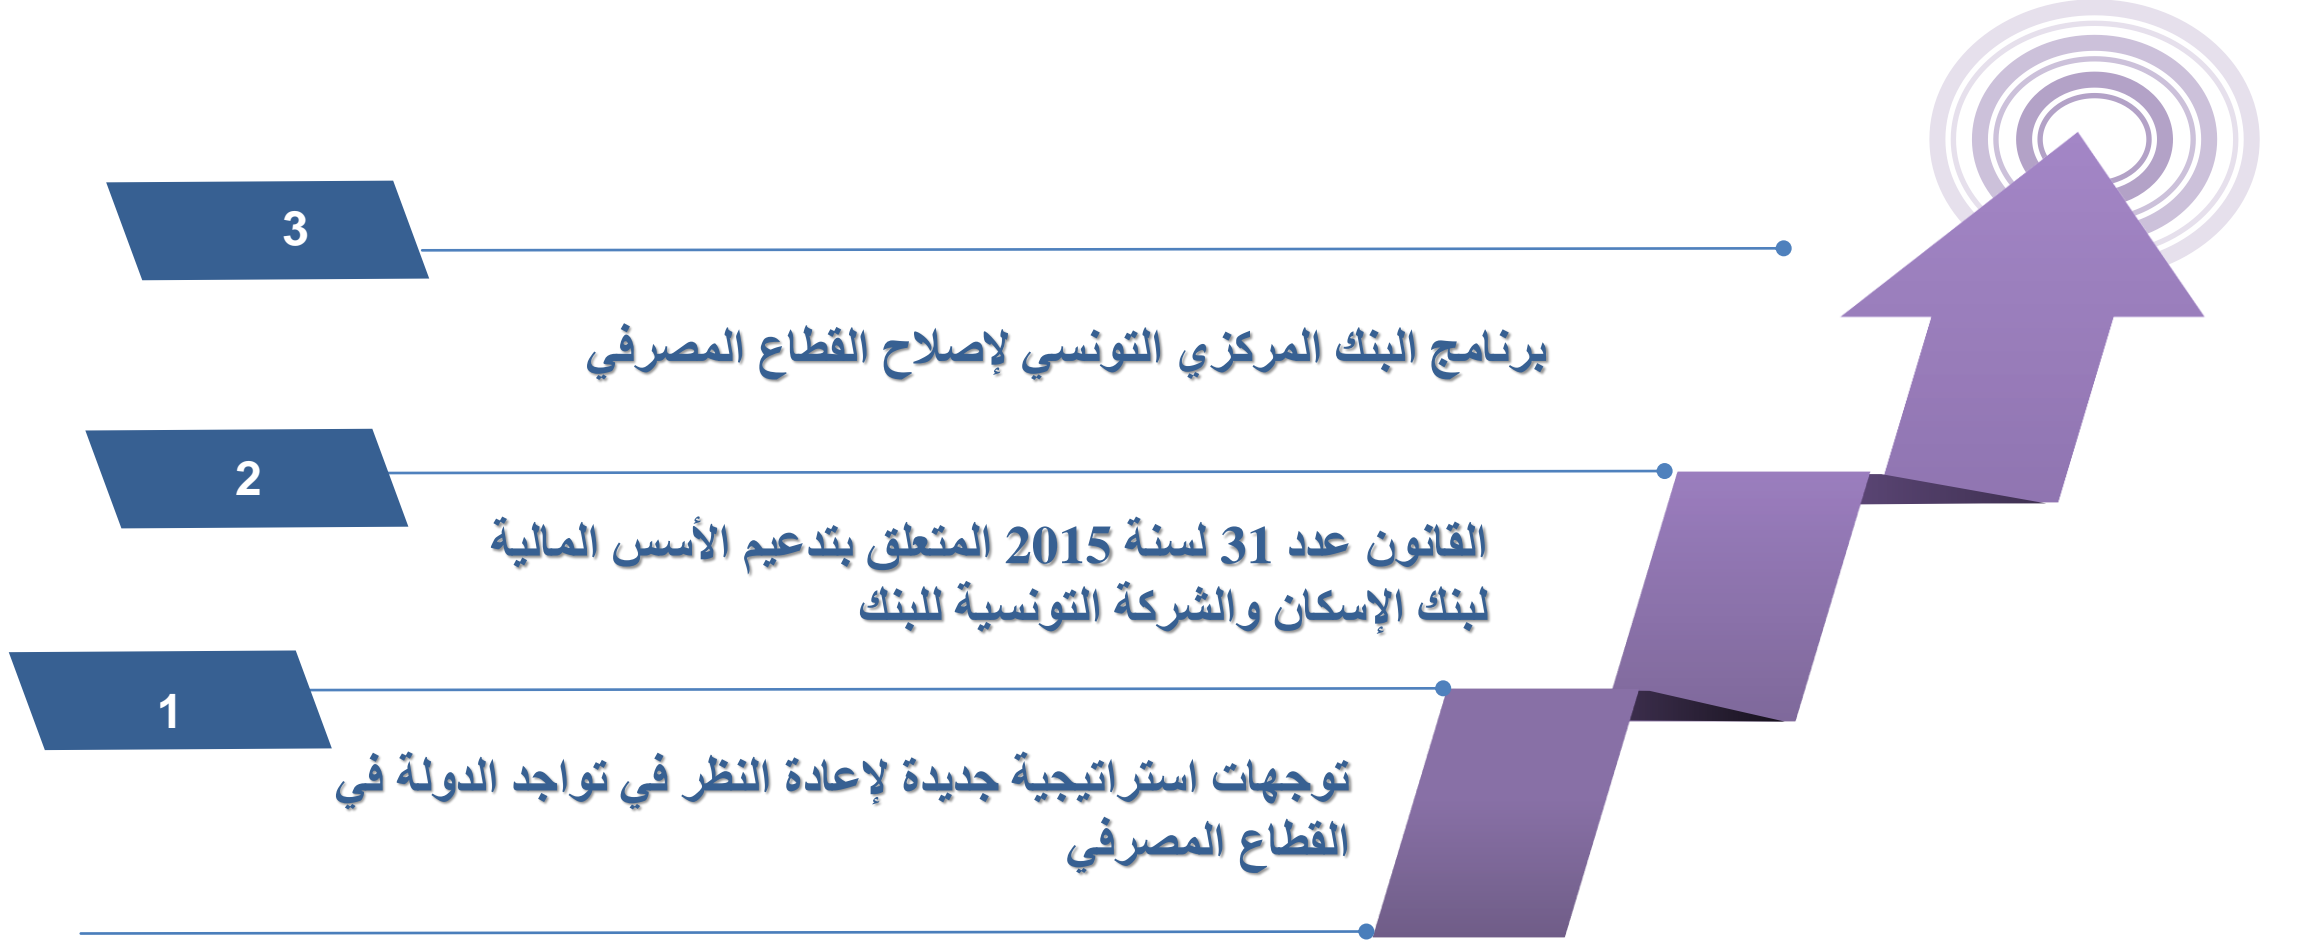 3
برنامج البنك المركزي التونسي لإصلاح القطاع المصرفي
2
القانون عدد 31 لسنة 2015 المتعلق بتدعيم الأسس المالية
لبنك الإسكان والشركة التونسية للبنك
1
توجهات استراتيجية جديدة لإعادة النظر في تواجد الدولة في
القطاع المصرفي